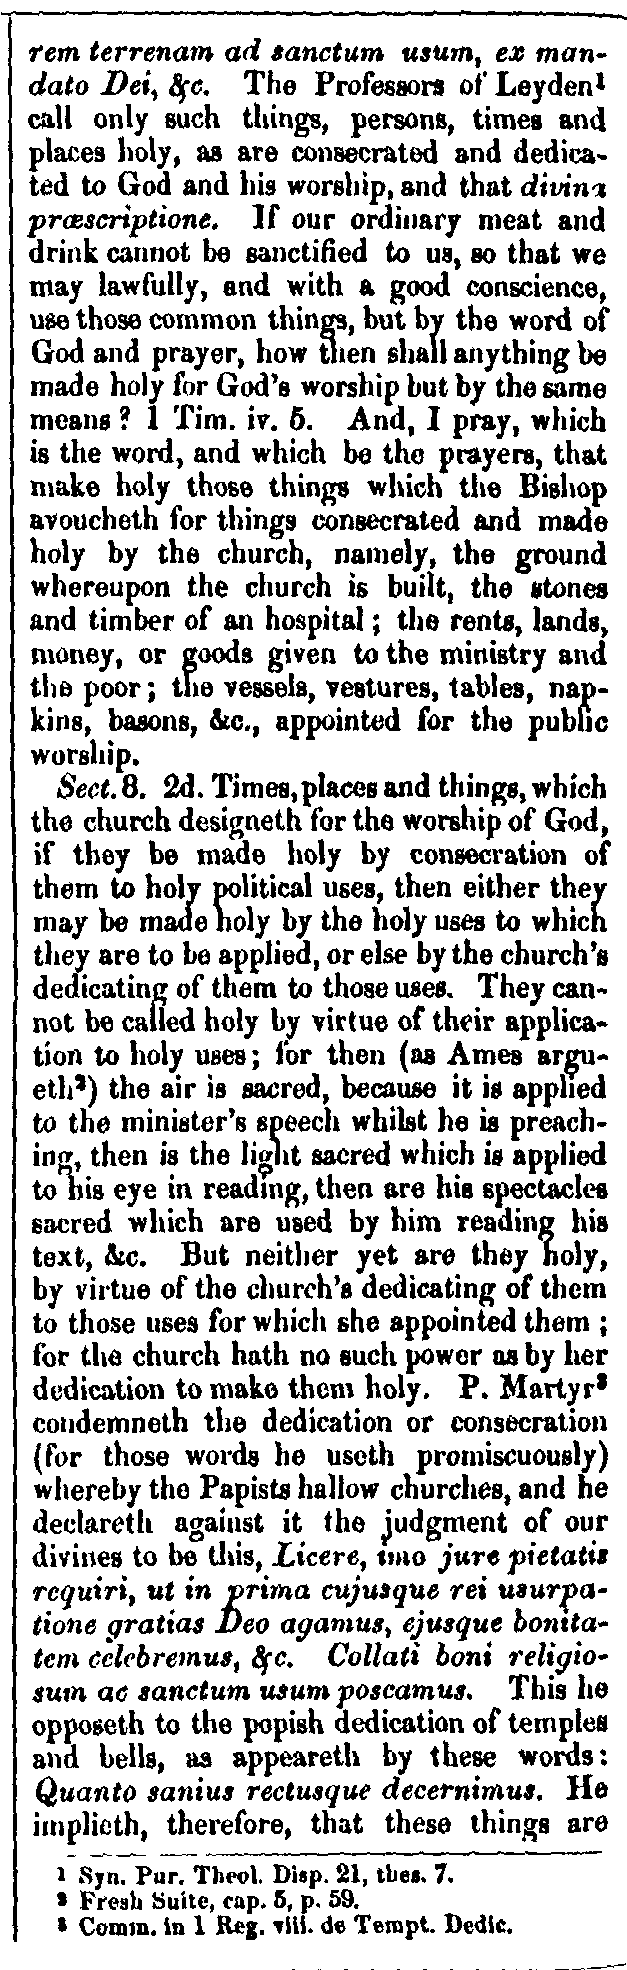 rem terrenam ad sanctum usum, ex man-
dato Dei, &c. The Professors of Leyden¹
call only such things, persons, times and
places holy, as are consecrated and dedica-
ted to God and his worship, and that divina
præscriptione. If our ordinary meat and
drink cannot be sanctified to us, so that we
may lawfully, and with a good conscience,
use those common things, but by the word of
God and prayer, how then shall anything be
made holy for God's worship but by the same
means? 1 Tim. iv. 5. And, I pray, which
is the word, and which be the prayers, that
make holy those things which the Bishop
avoucheth for things consecrated and made
holy by the church, namely, the ground
whereupon the church is built, the stones
and timber of an hospital; the rents, lands,
money, or goods given to the ministry and
the poor; the vessels, vestures, tables, nap-
kins, basons, &c., appointed for the public
worship.
Sect. 8. 2d. Times, places and things, which
the church designeth for the worship of God,
if they be made holy by consecration of
them to holy political uses, then either they
may be made holy by the holy uses to which
they are to be applied, or else by the church's
dedicating of them to those uses. They can-
not be called holy by virtue of their applica-
tion to holy uses; for then (as Ames argu-
eth²) the air is sacred, because it is applied
to the minister's speech whilst he is preach-
ing, then is the light sacred which is applied
to his eye in reading, then are his spectacles
sacred which are used by him reading his
text, &c. But neither yet are they holy,
by virtue of the church's dedicating of them
to those uses for which she appointed them;
for the church hath no such power as by her
dedication to make them holy. P. Martyr³
condemneth the dedication or consecration
(for those words he useth promiscuously)
whereby the Papists hallow churches, and he
declareth against it the judgment of our
divines to be this, Licere, imo jure pietatis
requiri, ut in prima cujusque rei usurpa-
tione gratias Deo agamus, ejusque bonita-
tem celebremus, &c. Collati boni religio-
sum ac sanctum usum poscamus. This he
opposeth to the popish dedication of temples
and bells, as appeareth by these words:
Quanto sanius rectusque decernimus. He
implieth, therefore, that these things are
¹ Syn. Pur. Theol. Disp. 21, thes. 7.
² Fresh Suite, cap. 5, p. 59.
³ Comm. in 1 Reg. viii. de Tempt. Dedic.